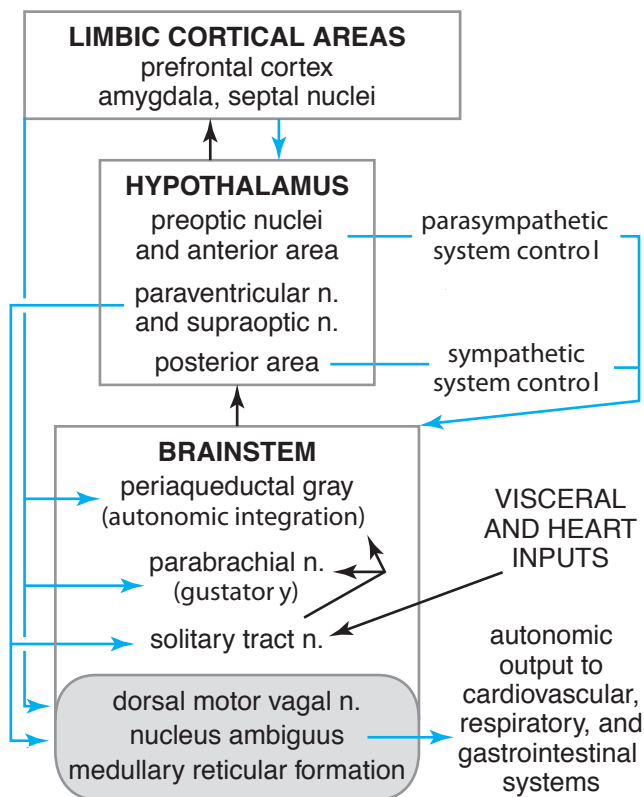 LIMBIC CORTICAL AREAS
prefrontal cortex
amygdala, septal nuclei
HYPOTHALAMUS
preoptic nuclei
and anterior area
parasympathetic
system control
paraventricular n.
and supraoptic n.
posterior area
sympathetic
system control
BRAINSTEM
periaqueductal gray
(autonomic integration)
parabrachial n.
(gustator y)
solitary tract n.
VISCERAL
AND HEART
INPUTS
dorsal motor vagal n.
nucleus ambiguus
medullary reticular formation
autonomic
output to
cardiovascular,
respiratory, and
gastrointestinal
systems